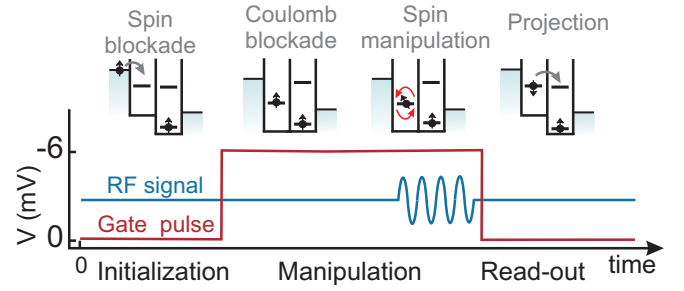 Spin blockade
Coulomb blockade
Spin manipulation
Projection
-6
V (mV)
RF signal
Gate pulse
0
0
Initialization
Manipulation
Read-out
time